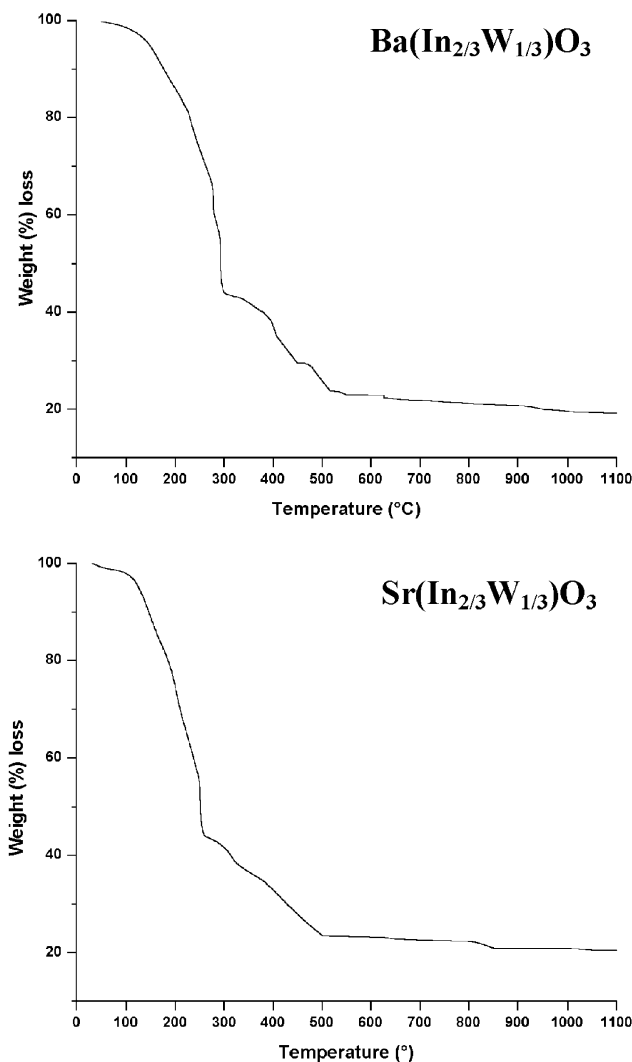 Ba(In2/3W1/3)O3
100
80
60
40
20
Weight (%) loss
0 100 200 300 400 500 600 700 800 900 1000 1100
Temperature (°C)
Sr(In2/3W1/3)O3
100
80
60
40
20
Weight (%) loss
0 100 200 300 400 500 600 700 800 900 1000 1100
Temperature (°)